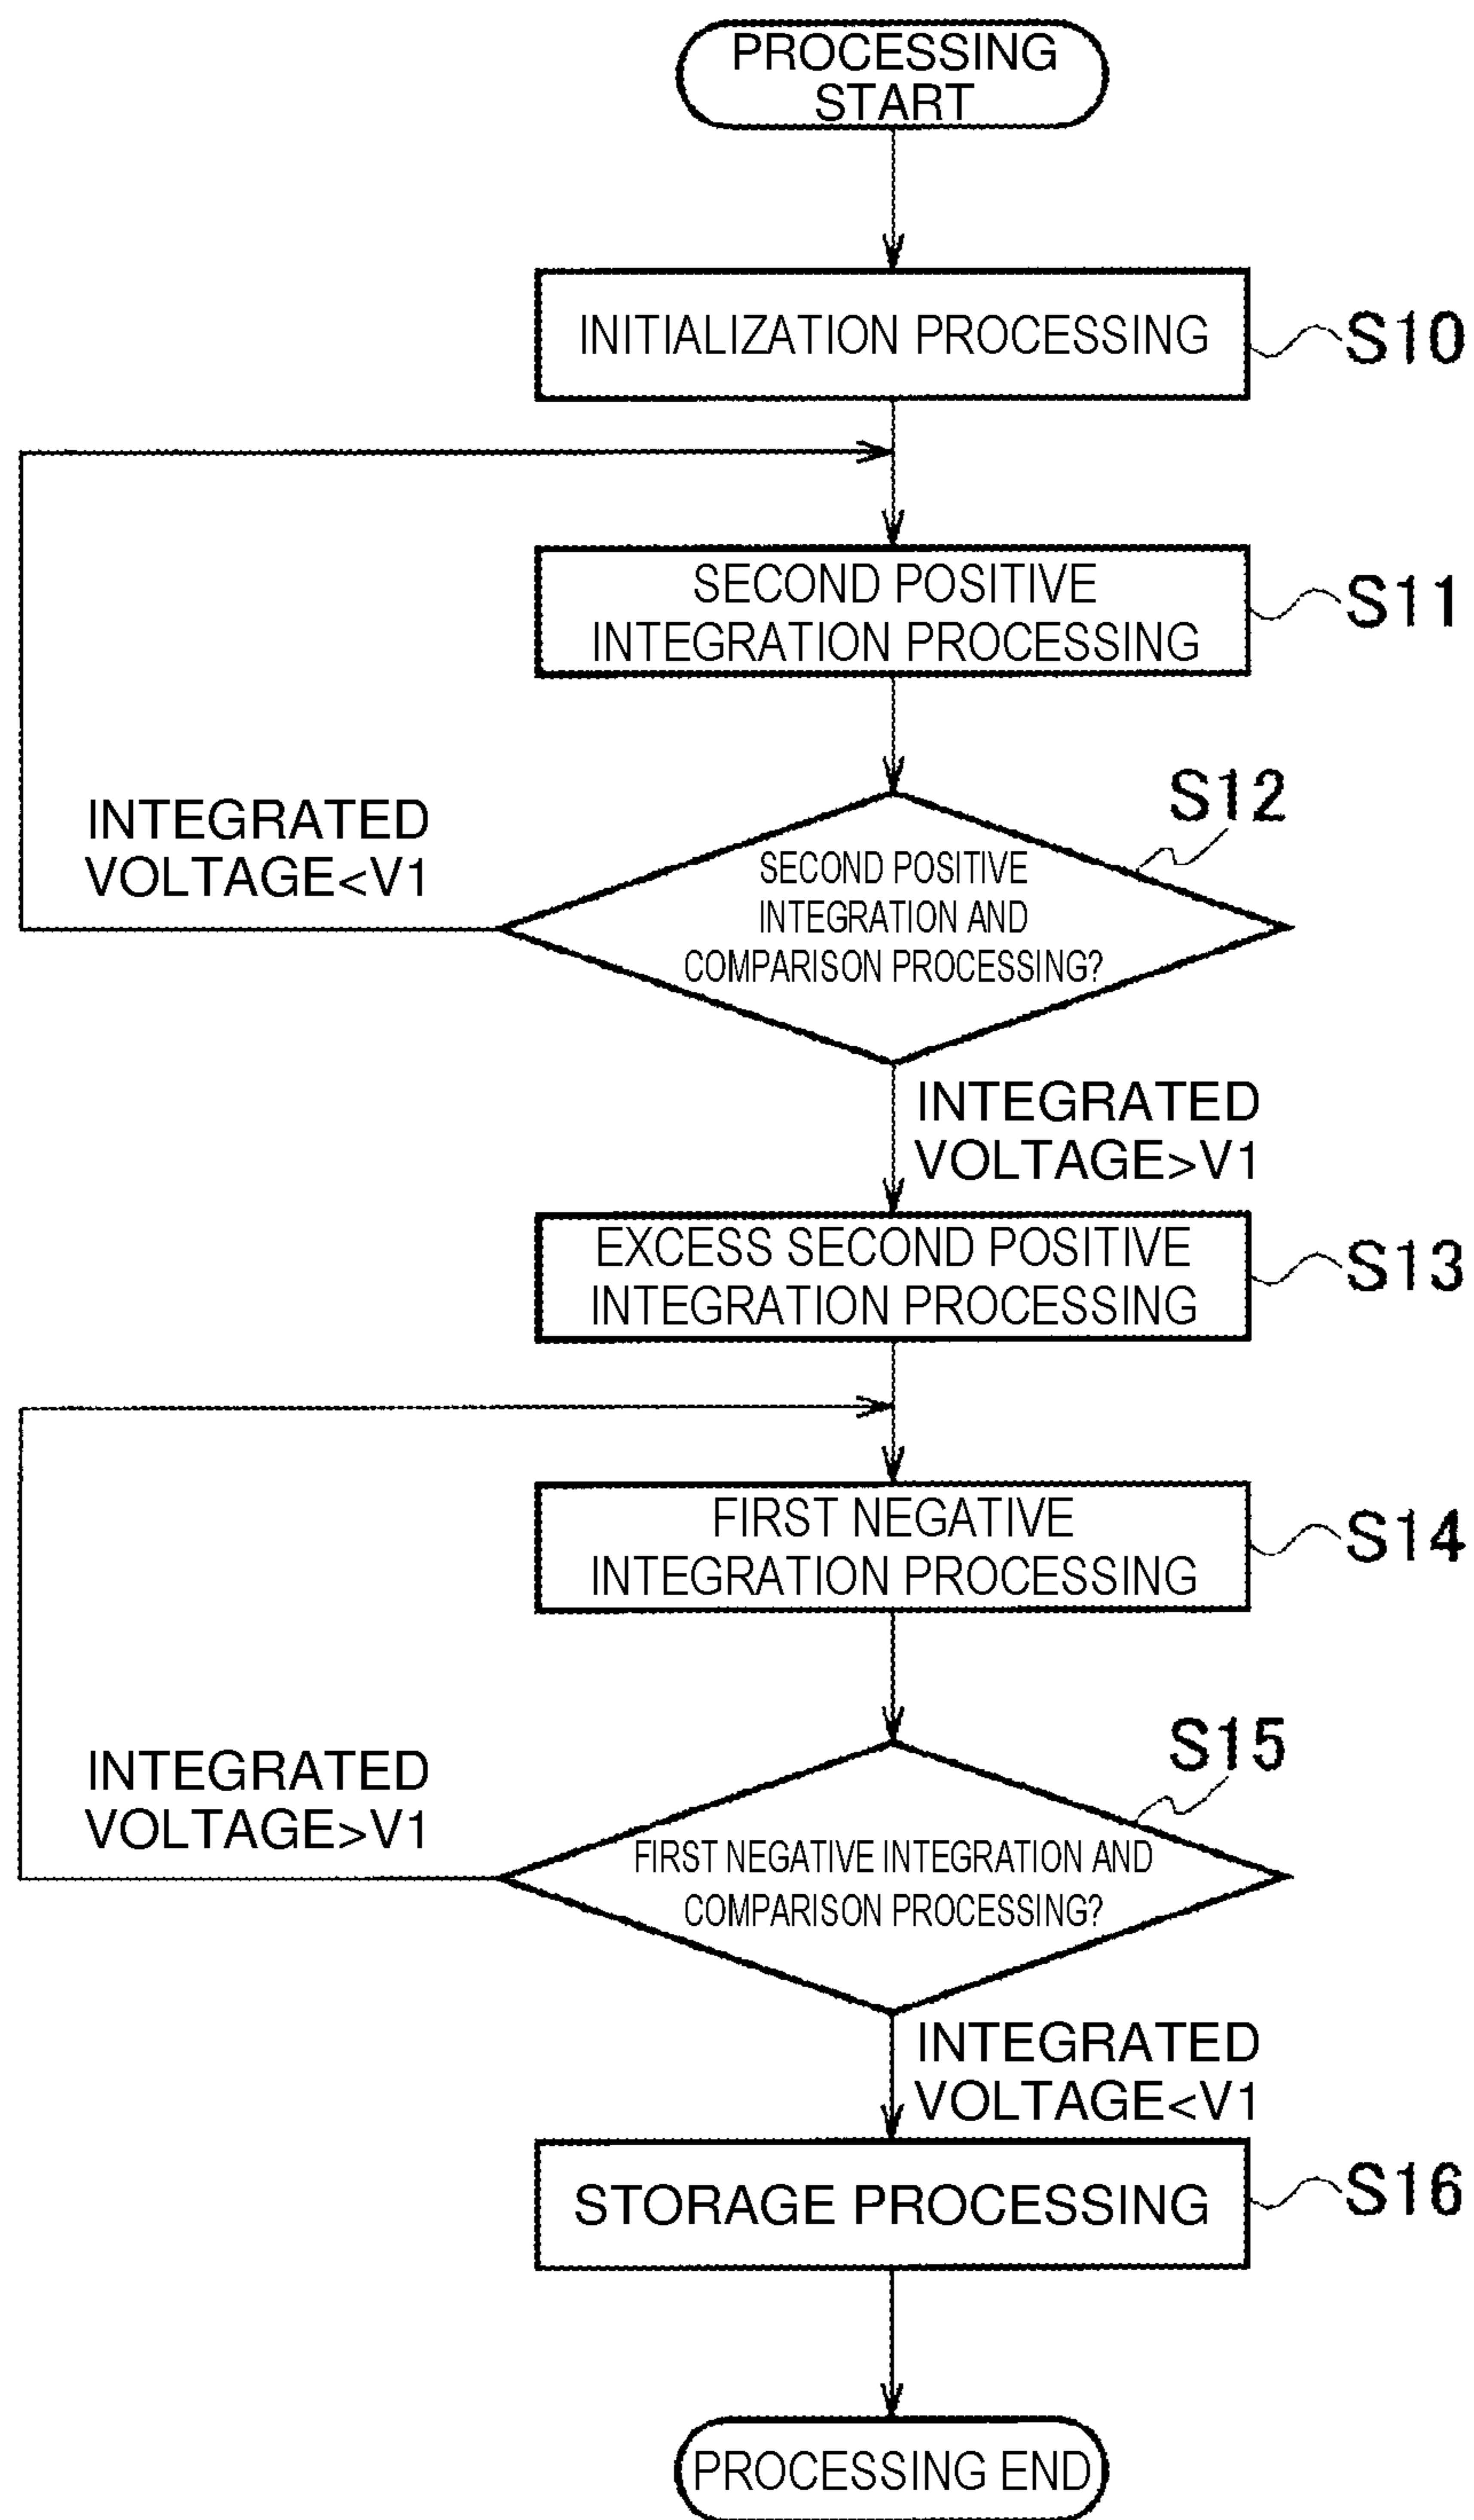 PROCESSING
START
INITIALIZATION PROCESSING
S10
SECOND POSITIVE
INTEGRATION PROCESSING
S11
S12
INTEGRATED
VOLTAGE<V1
SECOND POSITIVE
INTEGRATION AND
COMPARISON PROCESSING?
INTEGRATED
VOLTAGE>V1
EXCESS SECOND POSITIVE
INTEGRATION PROCESSING
S13
FIRST NEGATIVE
INTEGRATION PROCESSING
S14
S15
INTEGRATED
VOLTAGE>V1
FIRST NEGATIVE INTEGRATION AND
COMPARISON PROCESSING?
INTEGRATED
VOLTAGE<V1
STORAGE PROCESSING
S16
PROCESSING END